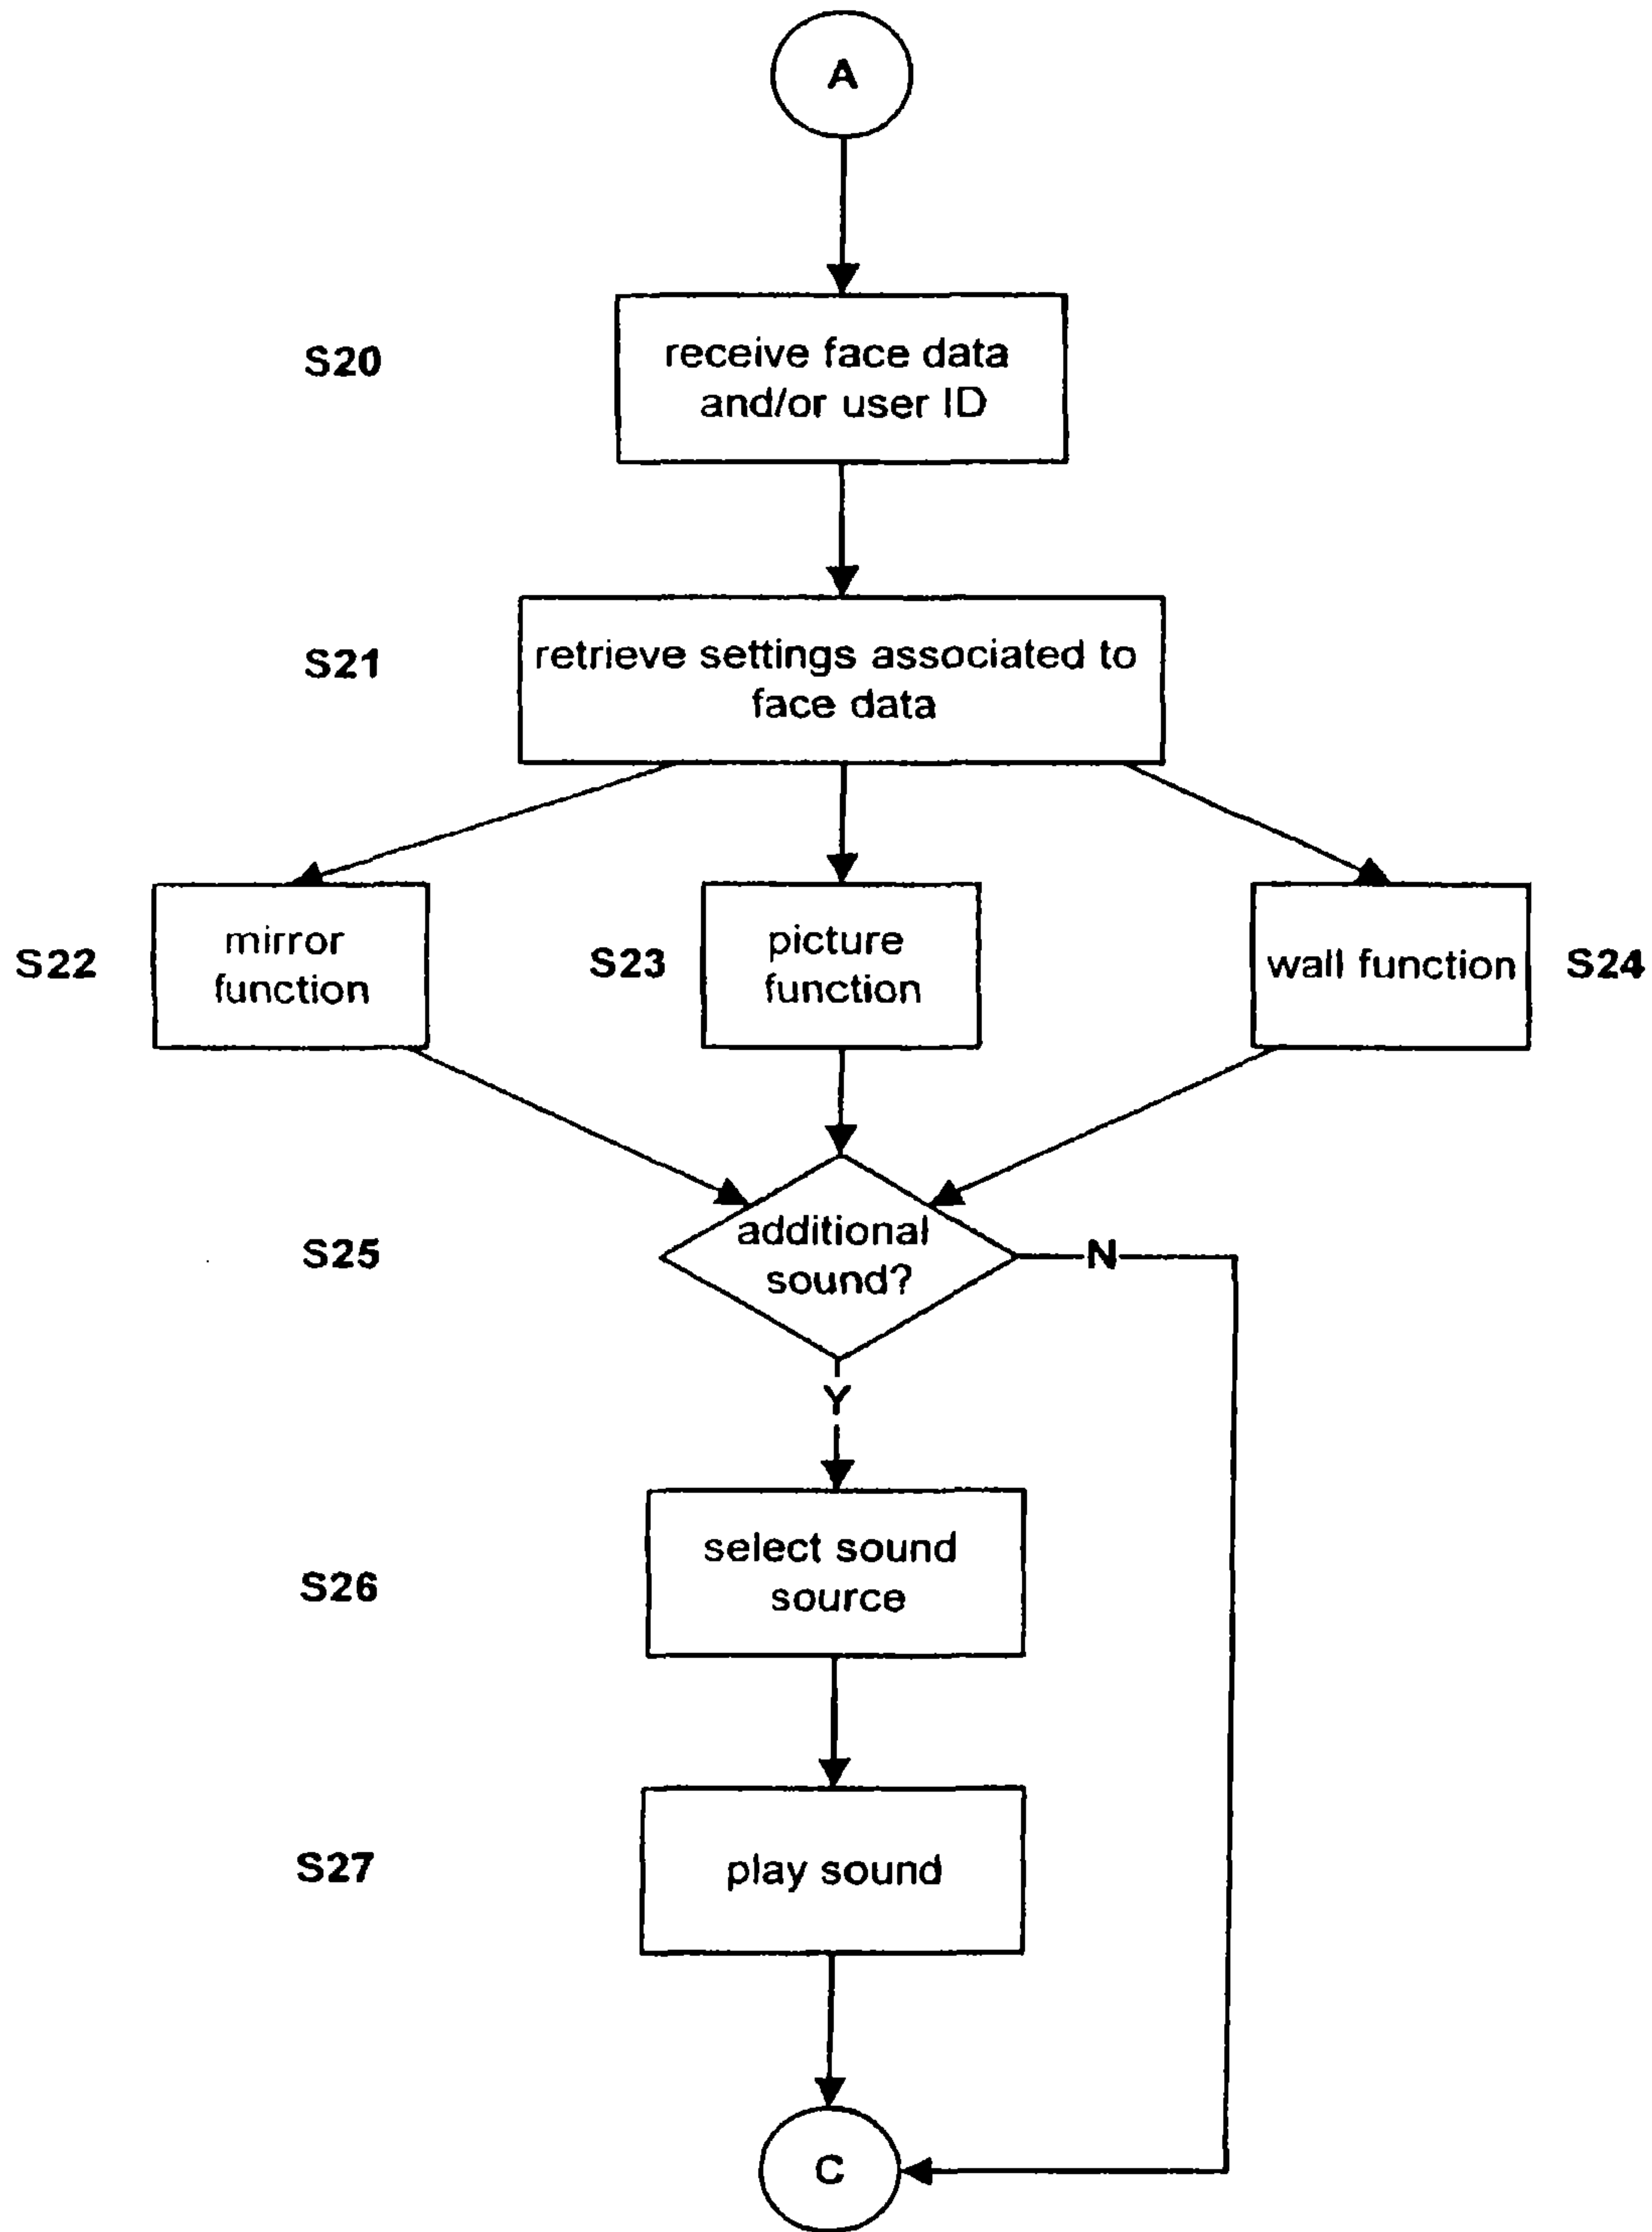 A
S20
receive face data
and/or user ID
S21
retrieve settings associated to
face data
S22
mirror
function
S23
picture
function
wall function
S24
S25
additional
sound?
N
Y
S26
select sound
source
S27
play sound
C